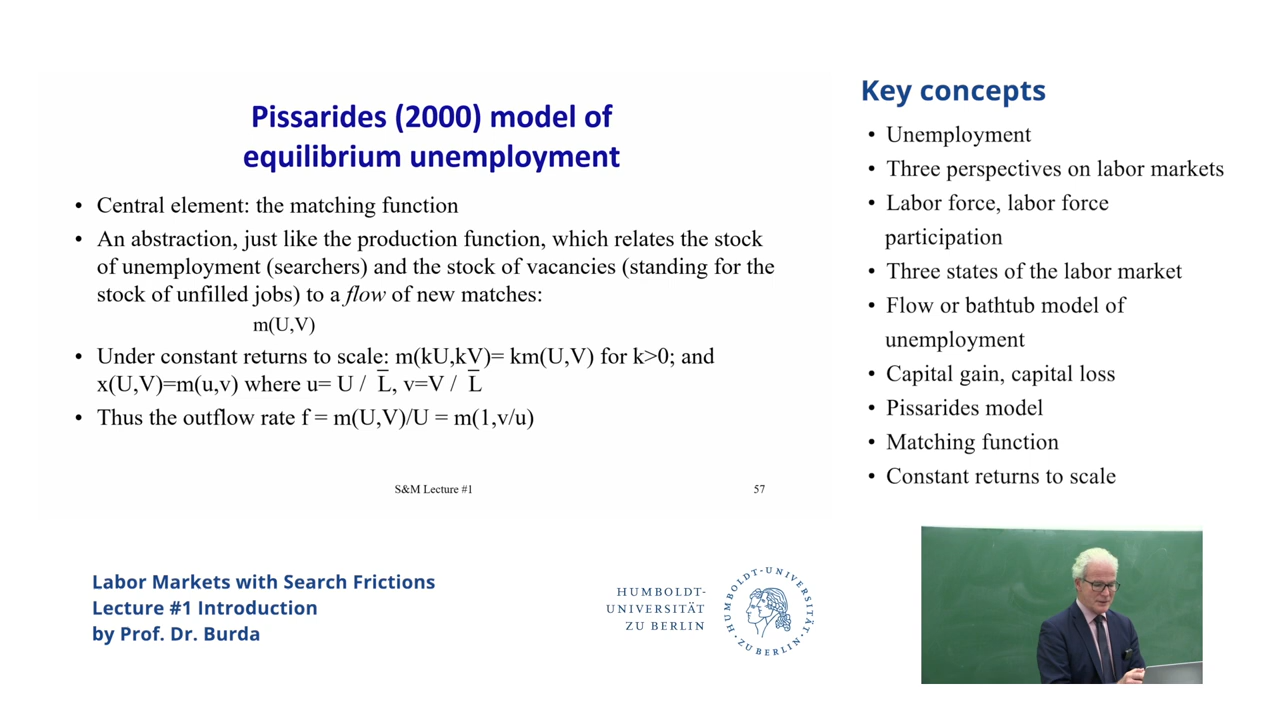 Pissarides (2000) model of
equilibrium unemployment
• Central element: the matching function
• An abstraction, just like the production function, which relates the stock
of unemployment (searchers) and the stock of vacancies (standing for the
stock of unfilled jobs) to a flow of new matches:
m(U,V)
• Under constant returns to scale: m(kU,kV)= km(U,V) for k>0; and
x(U,V)=m(u,v) where u= U / L̅, v=V / L̅
• Thus the outflow rate f = m(U,V)/U = m(1,v/u)
S&M Lecture #1
57
Key concepts
• Unemployment
• Three perspectives on labor markets
• Labor force, labor force
participation
• Three states of the labor market
• Flow or bathtub model of
unemployment
• Capital gain, capital loss
• Pissarides model
• Matching function
• Constant returns to scale
Labor Markets with Search Frictions
Lecture #1 Introduction
by Prof. Dr. Burda
HUMBOLDT-
UNIVERSITÄT
ZU BERLIN
HUMBOLDT-UNIVERSITÄT
· ZU BERLIN ·